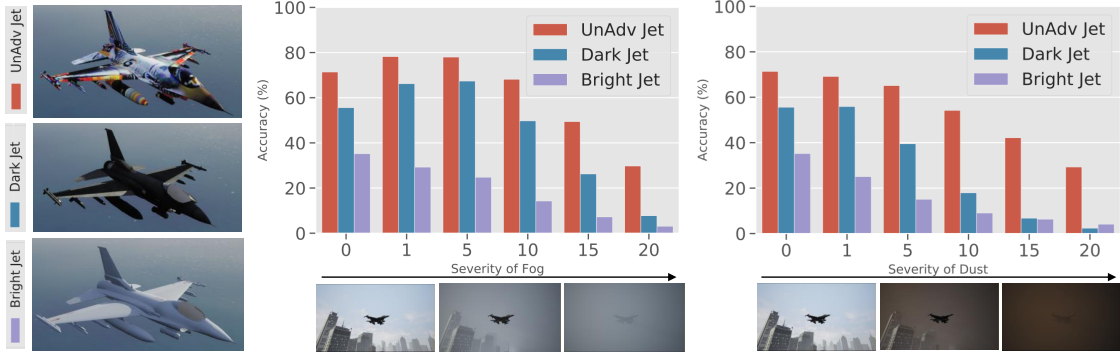 UnAdv Jet
Dark Jet
Bright Jet
Accuracy (%)
100
80
60
40
20
0
UnAdv Jet
Dark Jet
Bright Jet
0 1 5 10 15 20
Severity of Fog
Accuracy (%)
100
80
60
40
20
0
UnAdv Jet
Dark Jet
Bright Jet
0 1 5 10 15 20
Severity of Dust